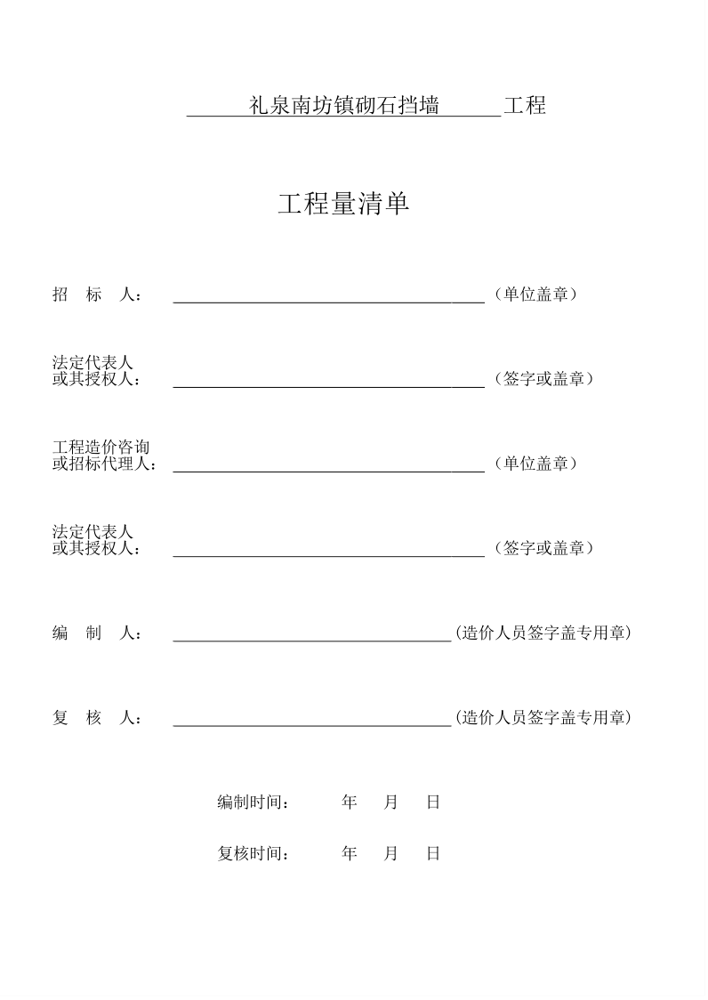 礼泉南坊镇砌石挡墙 工程
工程量清单
招 标 人： （单位盖章）
法定代表人
或其授权人： （签字或盖章）
工程造价咨询
或招标代理人： （单位盖章）
法定代表人
或其授权人： （签字或盖章）
编 制 人： (造价人员签字盖专用章)
复 核 人： (造价人员签字盖专用章)
编制时间： 年 月 日
复核时间： 年 月 日